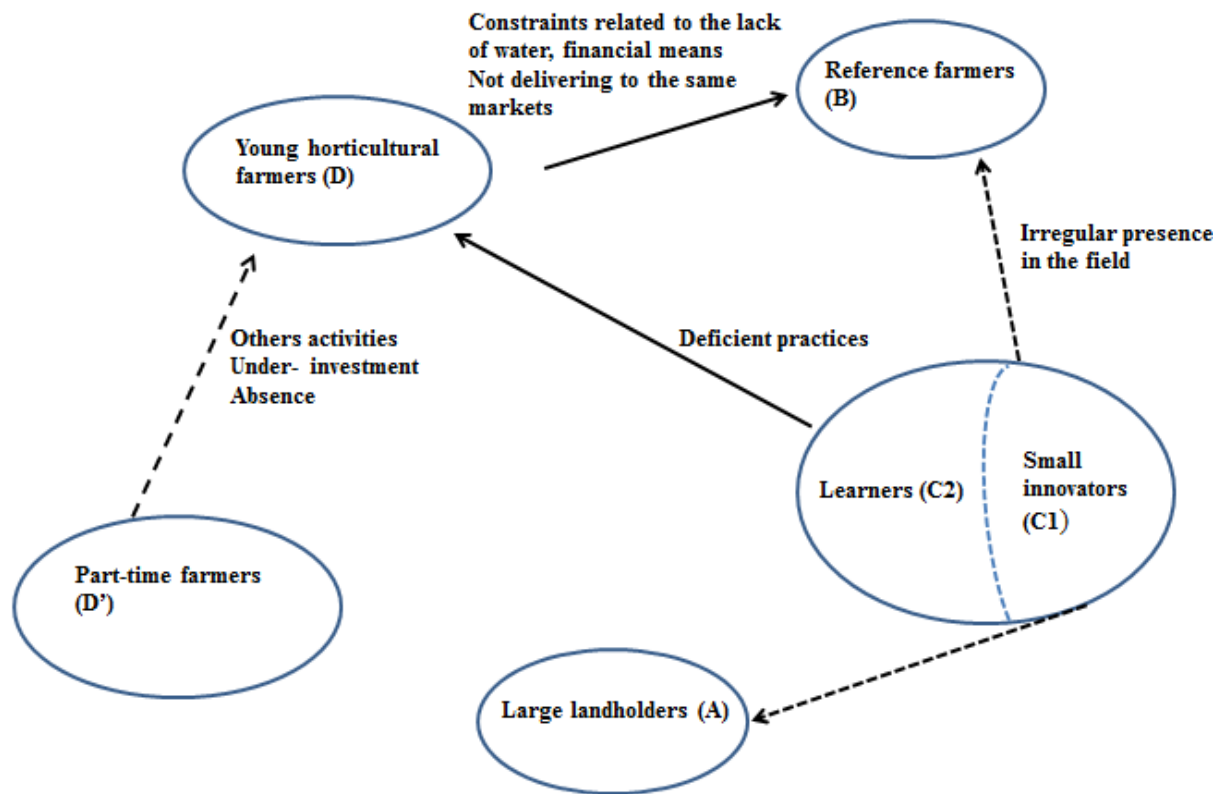 Constraints related to the lack
of water, financial means
Not delivering to the same
markets
Reference farmers
(B)
Young horticultural
farmers (D)
Irregular presence
in the field
Others activities
Under- investment
Absence
Deficient practices
Learners (C2)
Small
innovators
(C1)
Part-time farmers
(D’)
Large landholders (A)